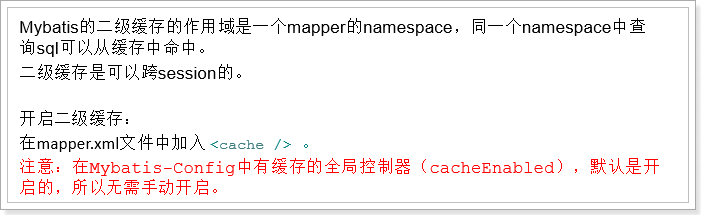 Mybatis的二级缓存的作用域是一个mapper的namespace，同一个namespace中查
询sql可以从缓存中命中。
二级缓存是可以跨session的。
开启二级缓存：
在mapper.xml文件中加入 <cache /> 。
注意：在Mybatis-Config中有缓存的全局控制器（cacheEnabled），默认是开
启的，所以无需手动开启。